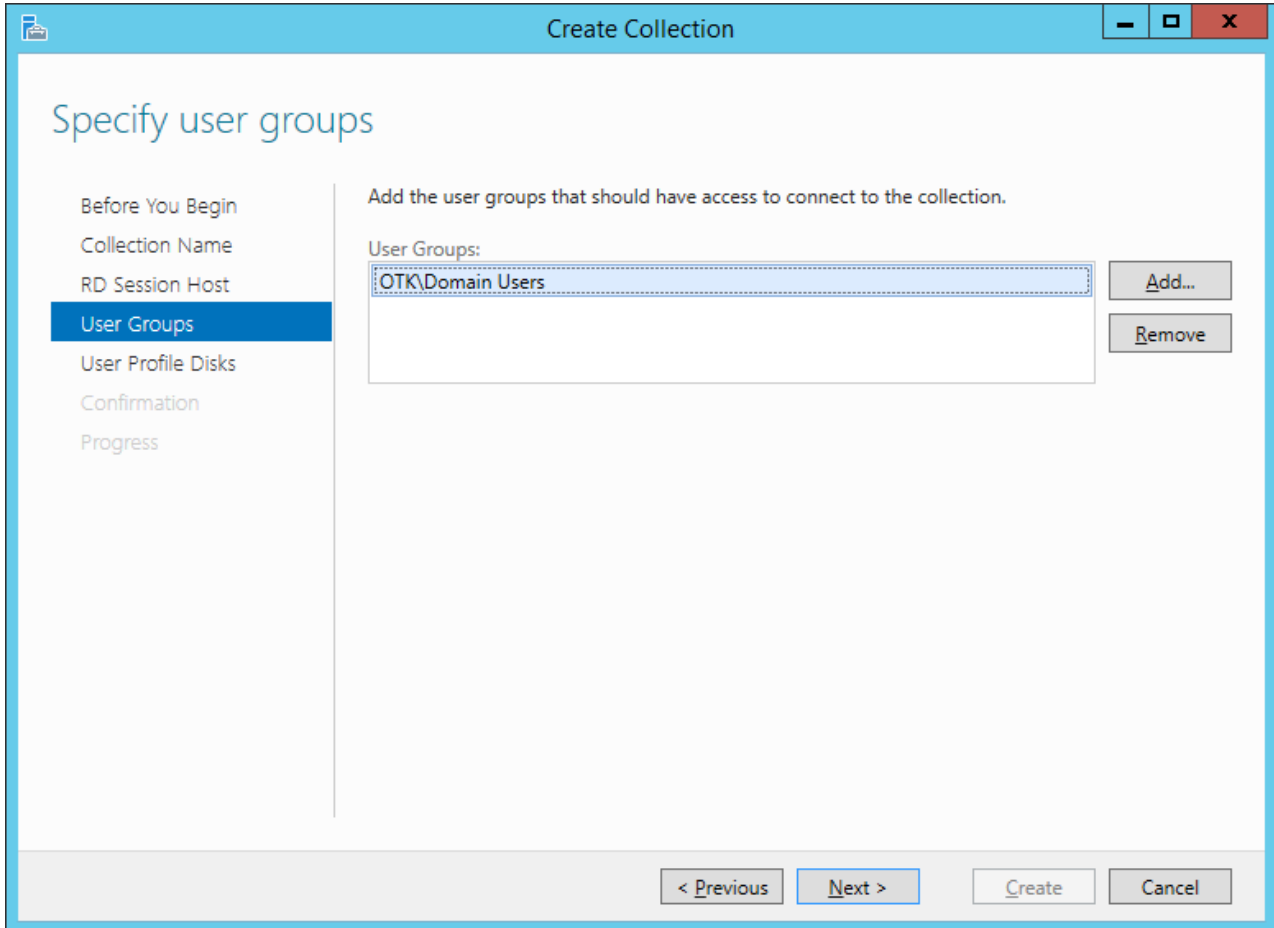 Create Collection
X
Specify user groups
Before You Begin
Collection Name
RD Session Host
User Groups
User Profile Disks
Confirmation
Progress
Add the user groups that should have access to connect to the collection.
User Groups:
OTK\Domain Users
Add...
Remove
< Previous
Next >
Create
Cancel